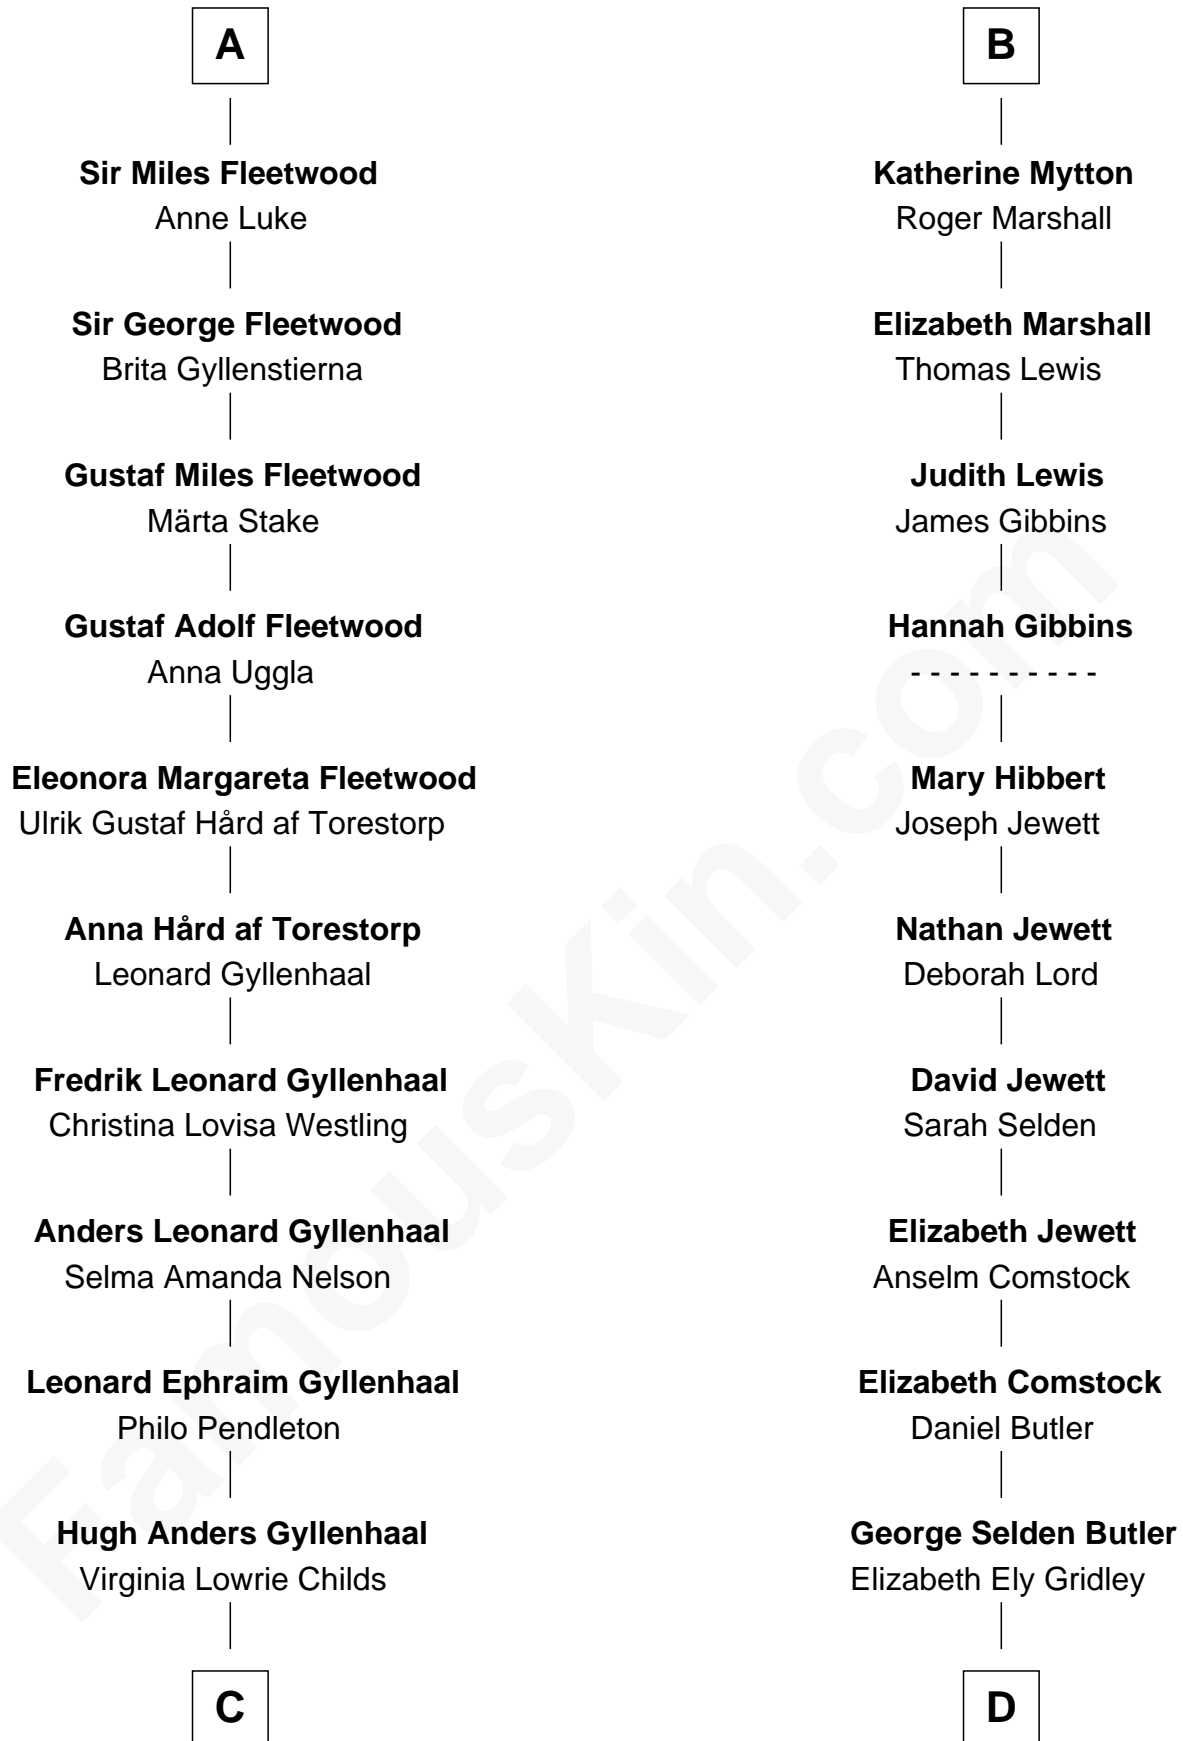 A
Sir Miles Fleetwood
Anne Luke
Sir George Fleetwood
Brita Gyllenstierna
Gustaf Miles Fleetwood
Märta Stake
Gustaf Adolf Fleetwood
Anna Uggla
Eleonora Margareta Fleetwood
Ulrik Gustaf Hård af Torestorp
Anna Hård af Torestorp
Leonard Gyllenhaal
Fredrik Leonard Gyllenhaal
Christina Lovisa Westling
Anders Leonard Gyllenhaal
Selma Amanda Nelson
Leonard Ephraim Gyllenhaal
Philo Pendleton
Hugh Anders Gyllenhaal
Virginia Lowrie Childs
C
B
Katherine Mytton
Roger Marshall
Elizabeth Marshall
Thomas Lewis
Judith Lewis
James Gibbins
Hannah Gibbins
- - - - - - - - - -
Mary Hibbert
Joseph Jewett
Nathan Jewett
Deborah Lord
David Jewett
Sarah Selden
Elizabeth Jewett
Anselm Comstock
Elizabeth Comstock
Daniel Butler
George Selden Butler
Elizabeth Ely Gridley
D
FamousKin.com